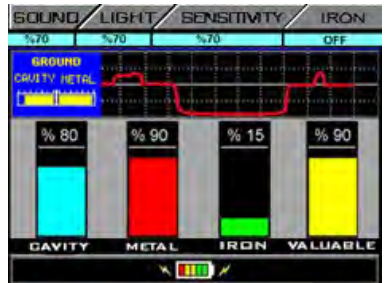 SOUND LIGHT SENSITIVITY IRON
%70 %70 %70 OFF
GROUND
CAVITY METAL
% 80 % 90 % 15 % 90
CAVITY METAL IRON VALUABLE